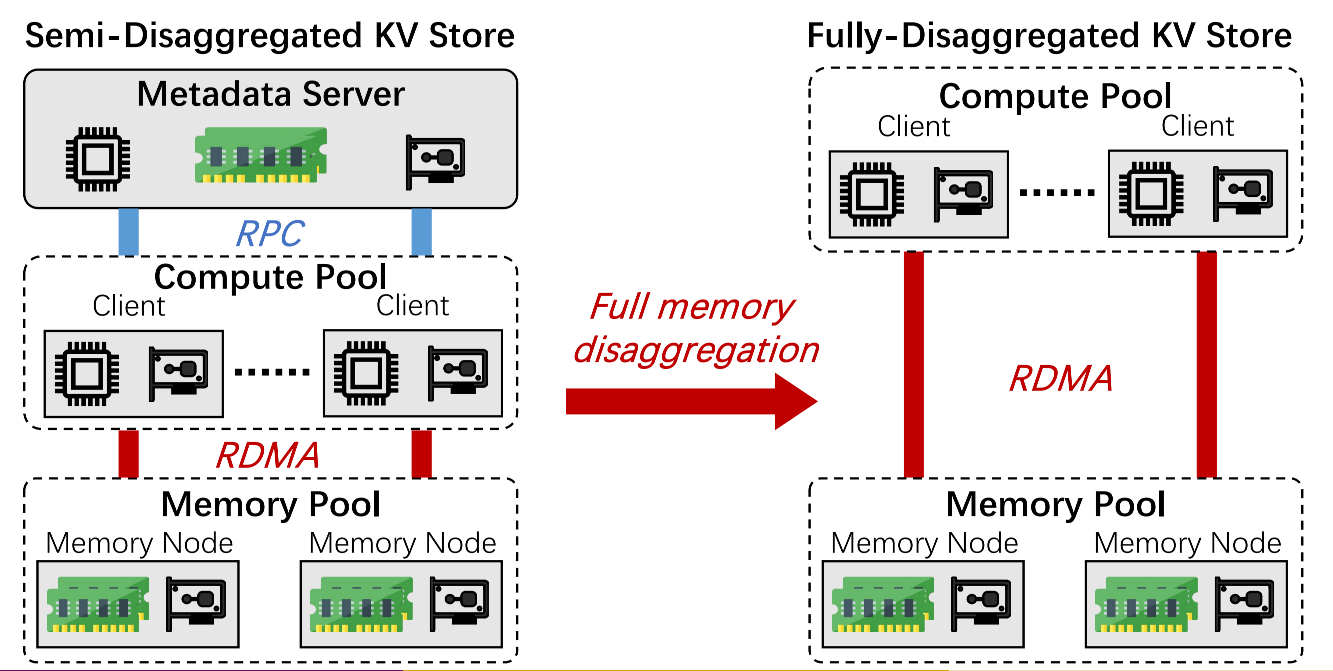 Semi-Disaggregated KV Store
Metadata Server
RPC
Compute Pool
Client
Client
......
RDMA
Memory Pool
Memory Node
Memory Node
Full memory
disaggregation
Fully-Disaggregated KV Store
Compute Pool
Client
Client
......
RDMA
Memory Pool
Memory Node
Memory Node